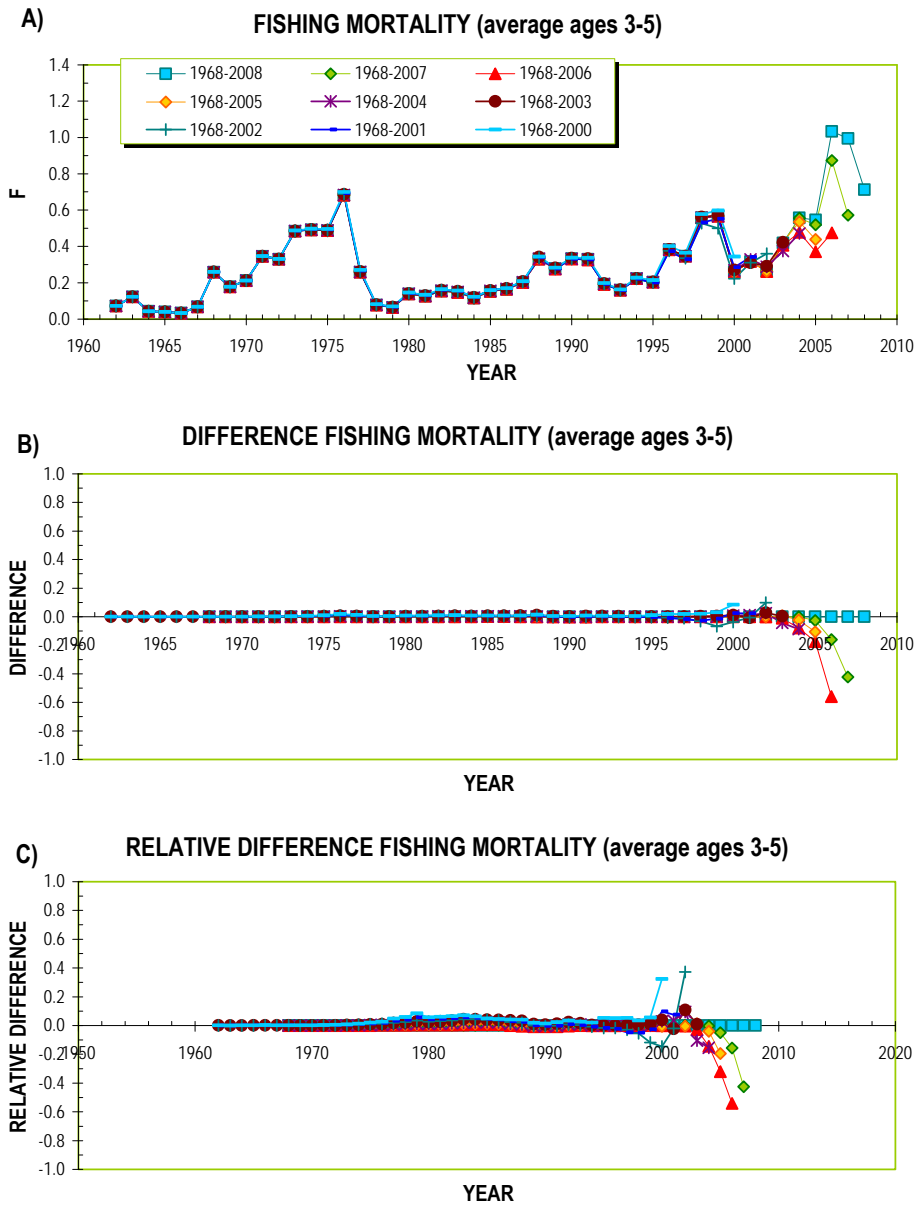 A)
FISHING MORTALITY (average ages 3-5)
1.4
1.2
1.0
0.8
0.6
0.4
0.2
0.0
F
1968-2008 1968-2007 1968-2006
1968-2005 1968-2004 1968-2003
1968-2002 1968-2001 1968-2000
1960 1965 1970 1975 1980 1985 1990 1995 2000 2005 2010
YEAR
B)
DIFFERENCE FISHING MORTALITY (average ages 3-5)
1.0
0.8
0.6
0.4
0.2
0.0
-0.2
-0.4
-0.6
-0.8
-1.0
DIFFERENCE
1960 1965 1970 1975 1980 1985 1990 1995 2000 2005 2010
YEAR
C)
RELATIVE DIFFERENCE FISHING MORTALITY (average ages 3-5)
1.0
0.8
0.6
0.4
0.2
0.0
-0.2
-0.4
-0.6
-0.8
-1.0
RELATIVE DIFFERENCE
1950 1960 1970 1980 1990 2000 2010 2020
YEAR